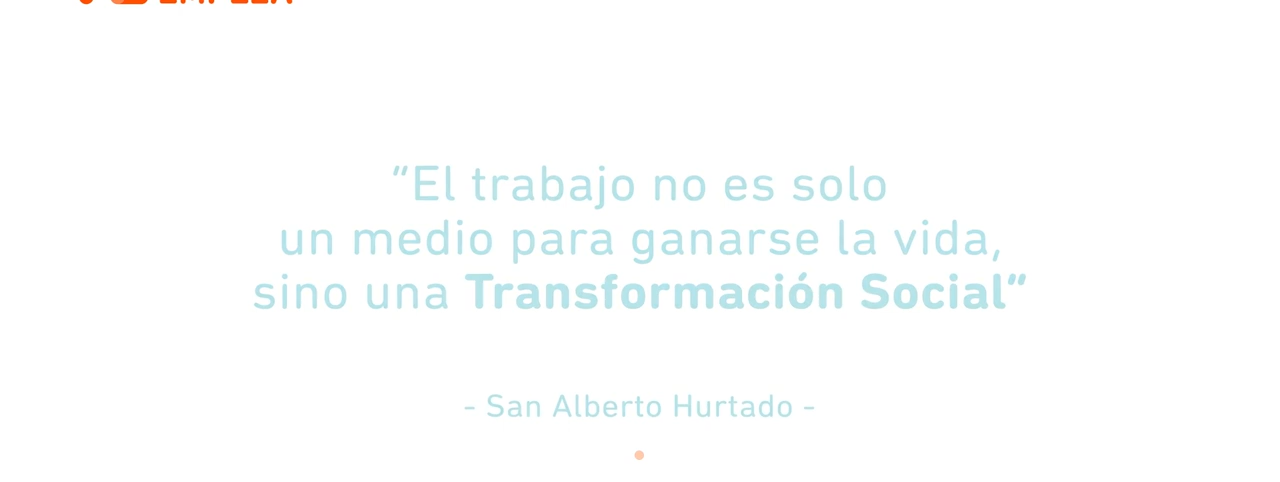 “El trabajo no es solo
un medio para ganarse la vida,
sino una Transformación Social”
- San Alberto Hurtado -